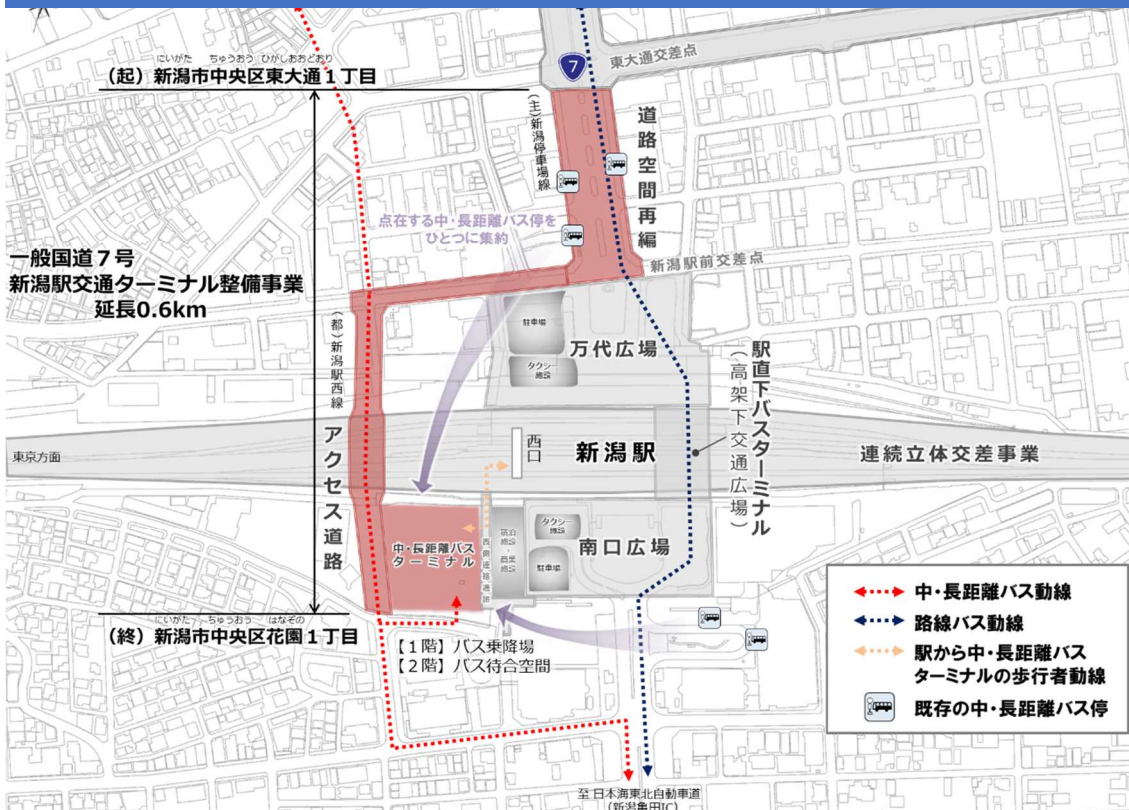 7
東大通交差点
にいがた ちゅうおう ひがしおおどおり
(起)新潟市中央区東大通1丁目
(主)新潟停車場線
道路空間再編
点在する中・長距離バス停を
ひとつに集約
新潟駅前交差点
一般国道7号
新潟駅交通ターミナル整備事業
延長0.6km
(都)新潟駅西線
駐車場
万代広場
タクシー
施設
駅直下バスターミナル
(高架下交通広場)
東京方面
アクセス道路
西口
新潟駅
連続立体交差事業
中・長距離バス
ターミナル
西側連絡通路
宿泊
施設・
商業
施設
タクシー
施設
南口広場
駐車場
にいがた ちゅうおう はなぞの
(終)新潟市中央区花園1丁目
【1階】バス乗降場
【2階】バス待合空間
中・長距離バス動線
路線バス動線
駅から中・長距離バス
ターミナルの歩行者動線
既存の中・長距離バス停
至 日本海東北自動車道
(新潟亀田IC)